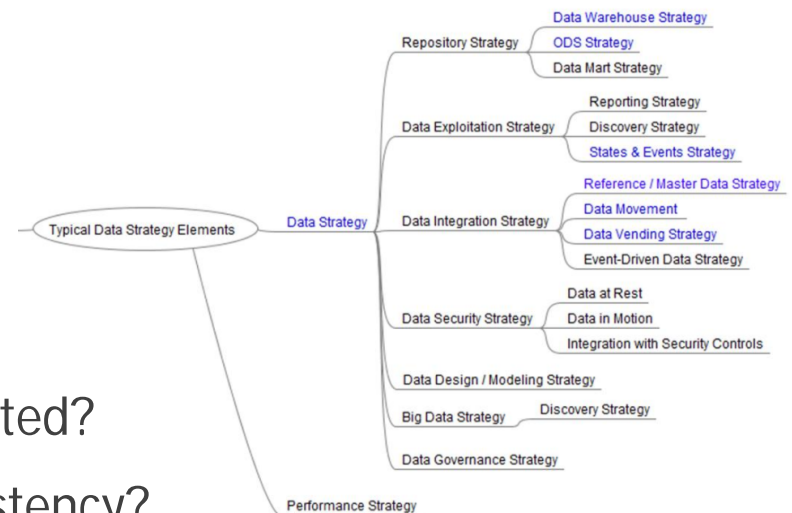 Typical Data Strategy Elements
Data Strategy
Repository Strategy
Data Warehouse Strategy
ODS Strategy
Data Mart Strategy
Data Exploitation Strategy
Reporting Strategy
Discovery Strategy
States & Events Strategy
Data Integration Strategy
Reference / Master Data Strategy
Data Movement
Data Vending Strategy
Event-Driven Data Strategy
Data Security Strategy
Data at Rest
Data in Motion
Integration with Security Controls
Data Design / Modeling Strategy
Big Data Strategy
Discovery Strategy
Data Governance Strategy
Performance Strategy
ted?
stency?